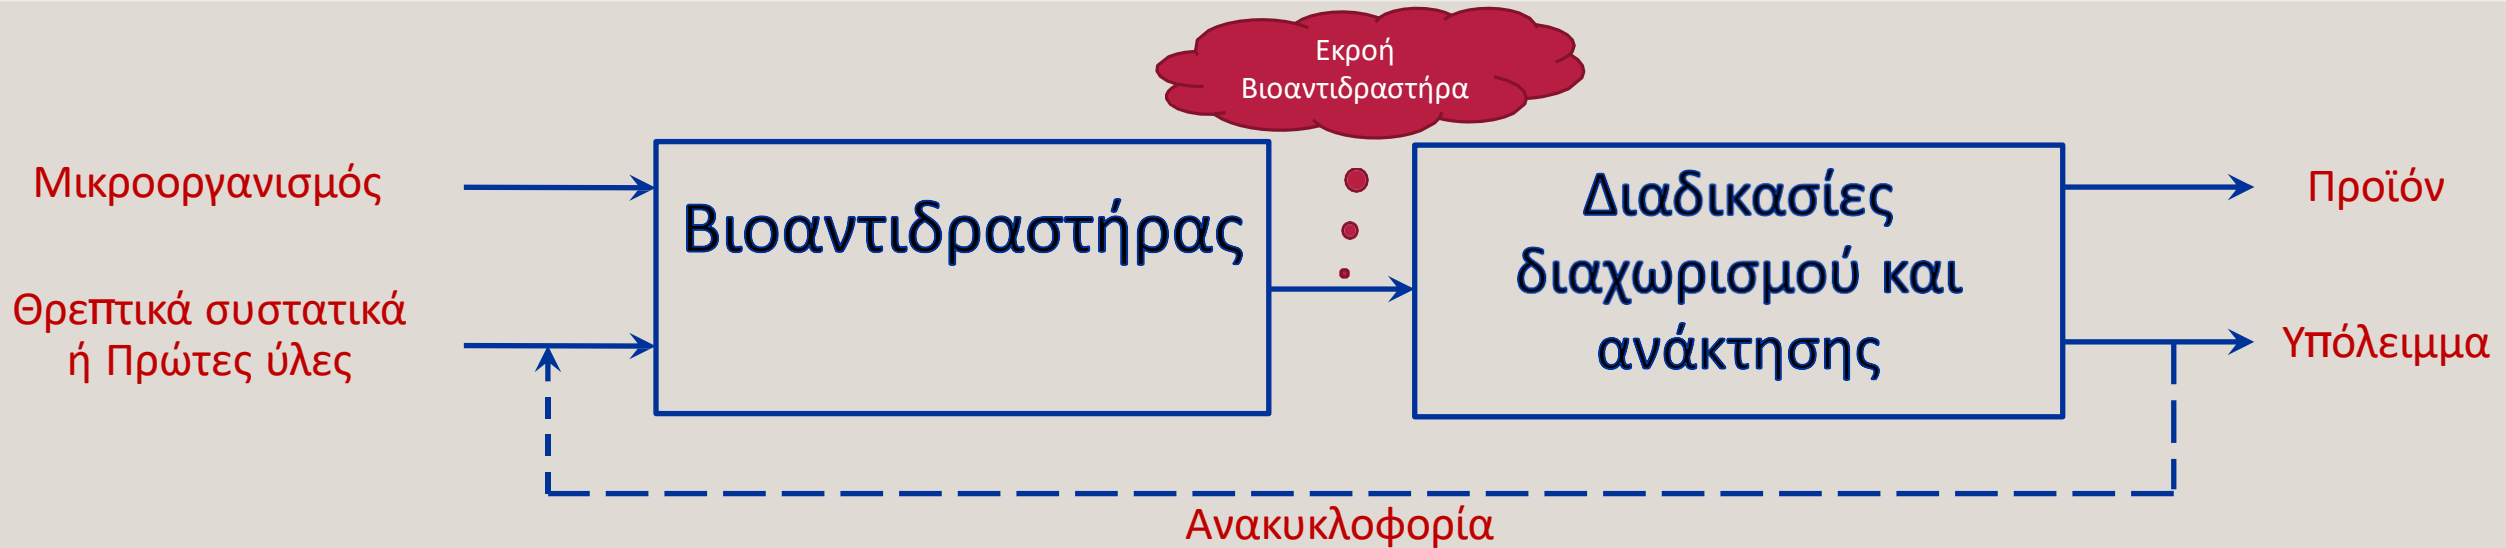 Εκροή
Βιοαντιδραστήρα
Μικροοργανισμός
Βιοαντιδραστήρας
Θρεπτικά συστατικά
ή Πρώτες ύλες
Διαδικασίες
διαχωρισμού και
ανάκτησης
Προϊόν
Υπόλειμμα
Ανακυκλοφορία